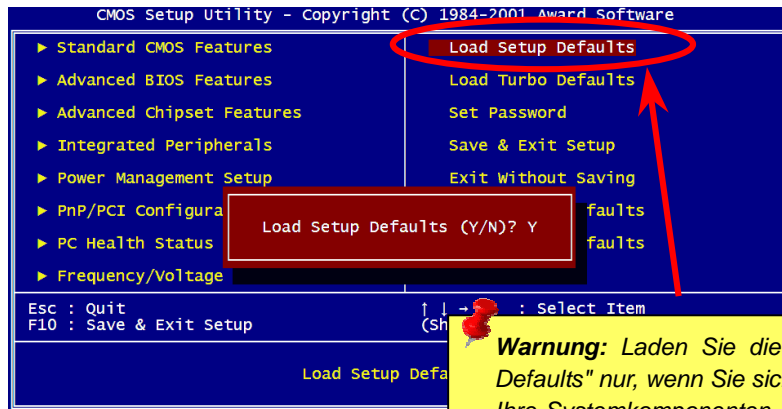 CMOS Setup Utility - Copyright (C) 1984-2001 Award Software
► Standard CMOS Features
► Advanced BIOS Features
► Advanced Chipset Features
► Integrated Peripherals
► Power Management Setup
► PnP/PCI Configura
► PC Health Status
► Frequency/Voltage
Load Setup Defaults
Load Turbo Defaults
Set Password
Save & Exit Setup
Exit Without Saving
faults
faults
Load Setup Defaults (Y/N)? Y
Esc : Quit
F10 : Save & Exit Setup
↑ ↓ → : Select Item
(Sh
Load Setup Defa
Warnung: Laden Sie die
Defaults" nur, wenn Sie sic
Ihre Systemkomponenten